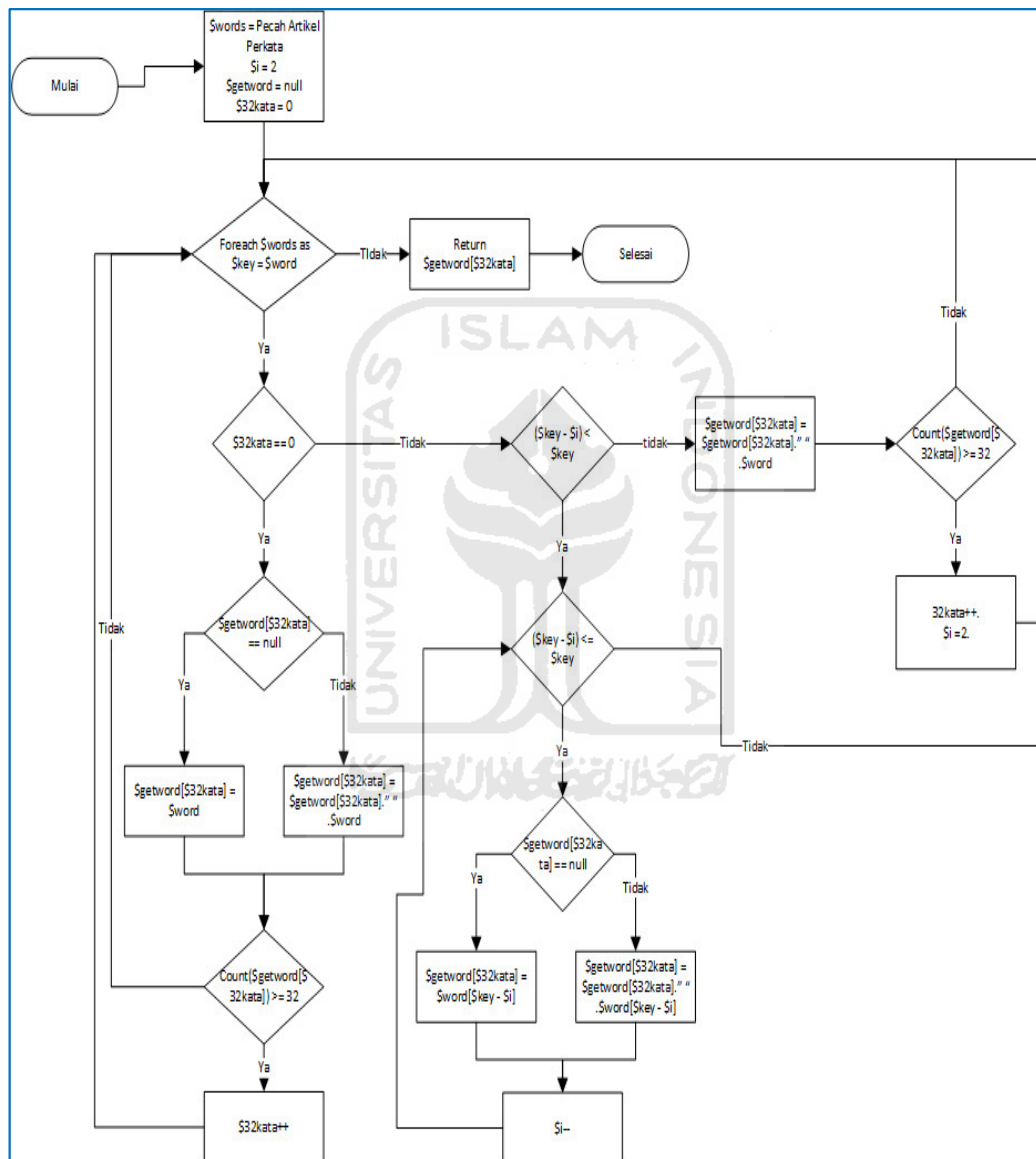 $words = Pecah Artikel
Perkata
$i = 2
$getword = null
$32kata = 0
Mulai
Foreach $words as
$key = $word
TIdak
Return
$getword[$32kata]
Selesai
Ya
Tidak
$32kata == 0
Tidak
($key - $i) <
$key
tidak
$getword[$32kata] =
$getword[$32kata]." "
.$word
Count($getword[$
32kata]) >= 32
Ya
Ya
Ya
32kata++.
$i =2.
$getword[$32kata]
== null
Tidak
($key - $i) <=
$key
Ya
Tidak
Tidak
Ya
$getword[$32kata] =
$word
$getword[$32kata] =
$getword[$32kata]." "
.$word
$getword[$32ka
ta] == null
Ya
Tidak
Count($getword[$
32kata]) >= 32
$getword[$32kata] =
$word[$key - $i]
$getword[$32kata] =
$getword[$32kata]." "
.$word[$key - $i]
Ya
$32kata++
$i--
UNIVERSITAS
ISLAM
INDONESIA